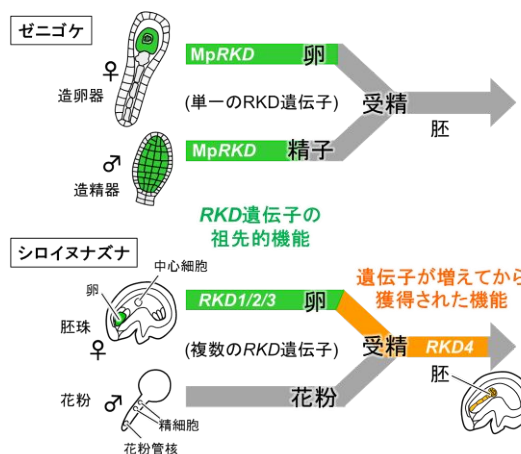 ゼニゴケ
♀
造卵器
MpRKD 卵
(単一のRKD遺伝子)
受精
胚
♂
造精器
MpRKD 精子
RKD遺伝子の
祖先的機能
シロイヌナズナ
中心細胞
卵
胚珠
♀
RKD1/2/3 卵
(複数のRKD遺伝子)
遺伝子が増えてから
獲得された機能
受精
RKD4
胚
花粉
♂
花粉
精細胞
花粉管核